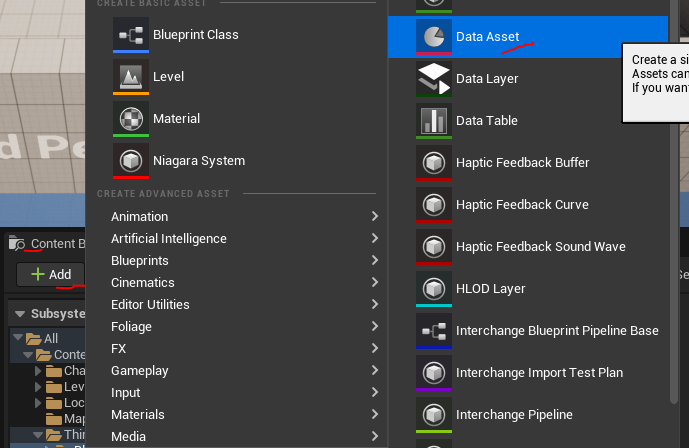 CREATE BASIC ASSET
Blueprint Class
Level
Material
Niagara System
CREATE ADVANCED ASSET
Animation
Artificial Intelligence
Blueprints
Cinematics
Editor Utilities
Foliage
FX
Gameplay
Input
Materials
Media
Data Asset
Data Layer
Data Table
Haptic Feedback Buffer
Haptic Feedback Curve
Haptic Feedback Sound Wave
HLOD Layer
Interchange Blueprint Pipeline Base
Interchange Import Test Plan
Interchange Pipeline
Create a si
Assets can
If you want
d Pe
Content B
Add
Subsyste
All
Conte
Cha
Lev
Loc
Map
Thi
Se